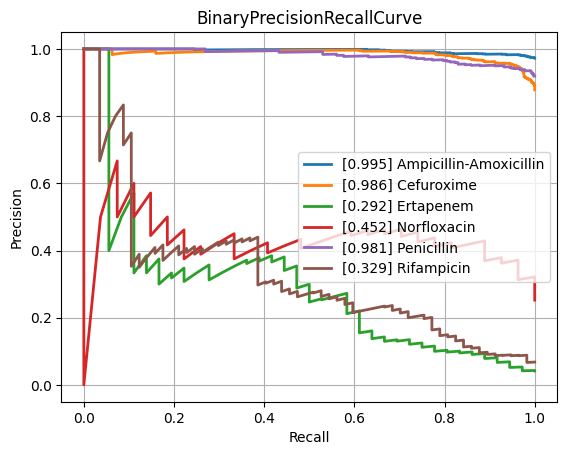 BinaryPrecisionRecallCurve
1.0
0.8
0.6
0.4
0.2
0.0
Precision
[0.995] Ampicillin-Amoxicillin
[0.986] Cefuroxime
[0.292] Ertapenem
[0.452] Norfloxacin
[0.981] Penicillin
[0.329] Rifampicin
0.0 0.2 0.4 0.6 0.8 1.0
Recall